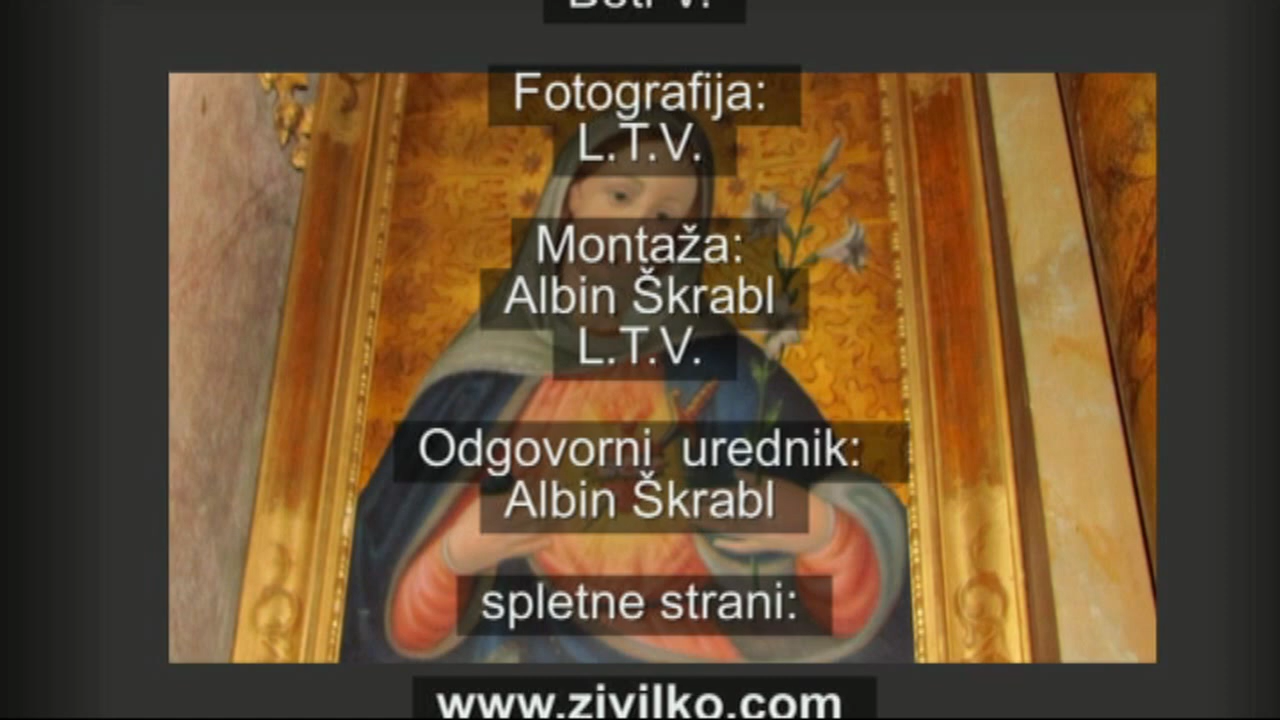 Fotografija:
L.T.V.
Montaža:
Albin Škrabl
L.T.V.
Odgovorni urednik:
Albin Škrabl
spletne strani:
www.zivilko.com